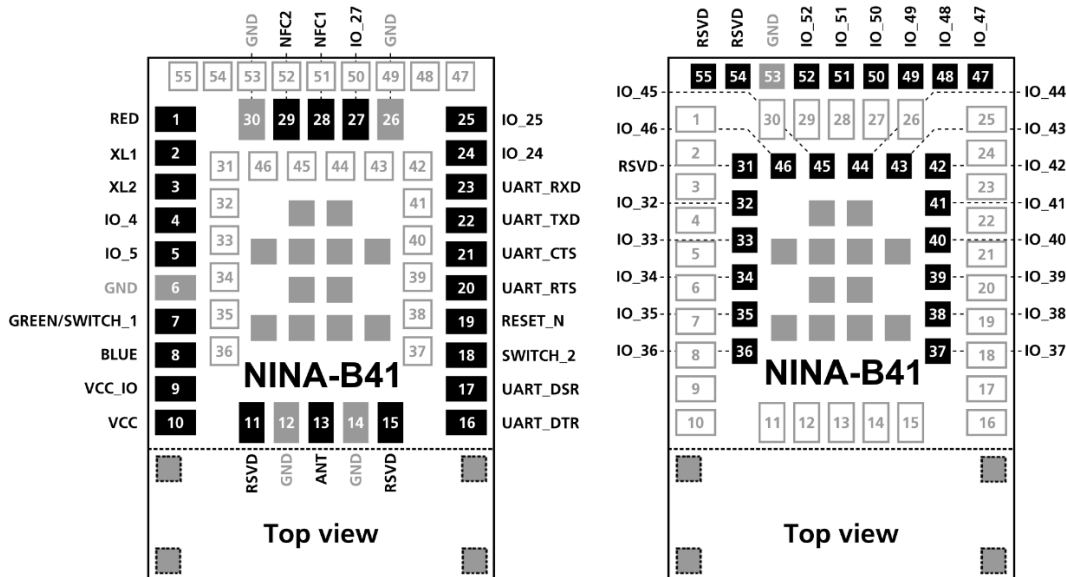 GND NFC2 NFC1 IO_27 GND
55 54 53 52 51 50 49 48 47
RED 1 30 29 28 27 26 25 IO_25
XL1 2 31 46 45 44 43 42 24 IO_24
XL2 3 32 41 23 UART_RXD
IO_4 4 33 40 22 UART_TXD
IO_5 5 21 UART_CTS
GND 6 34 39 20 UART_RTS
GREEN/SWITCH_1 7 35 38 19 RESET_N
BLUE 8 36 37 18 SWITCH_2
NINA-B41
VCC_IO 9 17 UART_DSR
VCC 10 11 12 13 14 15 16 UART_DTR
RSVD GND ANT GND RSVD
Top view
RSVD RSVD GND IO_52 IO_51 IO_50 IO_49 IO_48 IO_47
55 54 53 52 51 50 49 48 47
IO_45 IO_44
1 30 29 28 27 26 25
IO_46 IO_43
2 24
RSVD 31 46 45 44 43 42 IO_42
3 23
IO_32 32 41 IO_41
4 22
IO_33 33 40 IO_40
5 21
IO_34 34 39 IO_39
6 20
IO_35 35 38 IO_38
7 19
IO_36 8 36 37 18 IO_37
NINA-B41
9 17
10 11 12 13 14 15 16
Top view